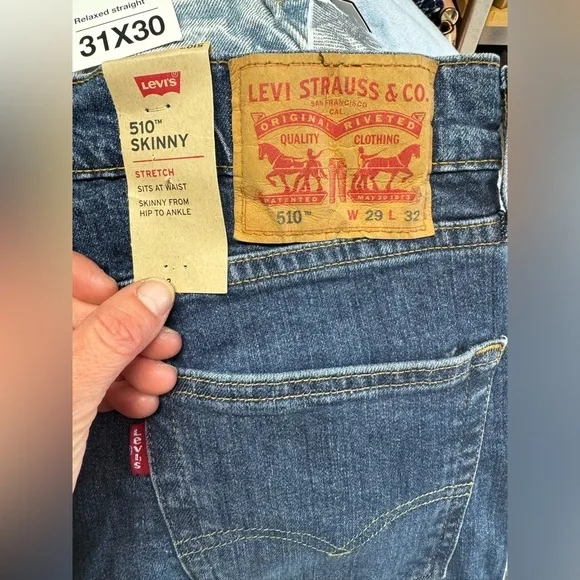 Relaxed straight
31X30
Levi's
510™
SKINNY
STRETCH
SITS AT WAIST
SKINNY FROM
HIP TO ANKLE
LEVI STRAUSS & CO.
SAN FRANCISCO
CAL.
ORIGINAL RIVETED
QUALITY CLOTHING
PATENTED MAY 20 1873
510™ W 29 L 32
Levi's